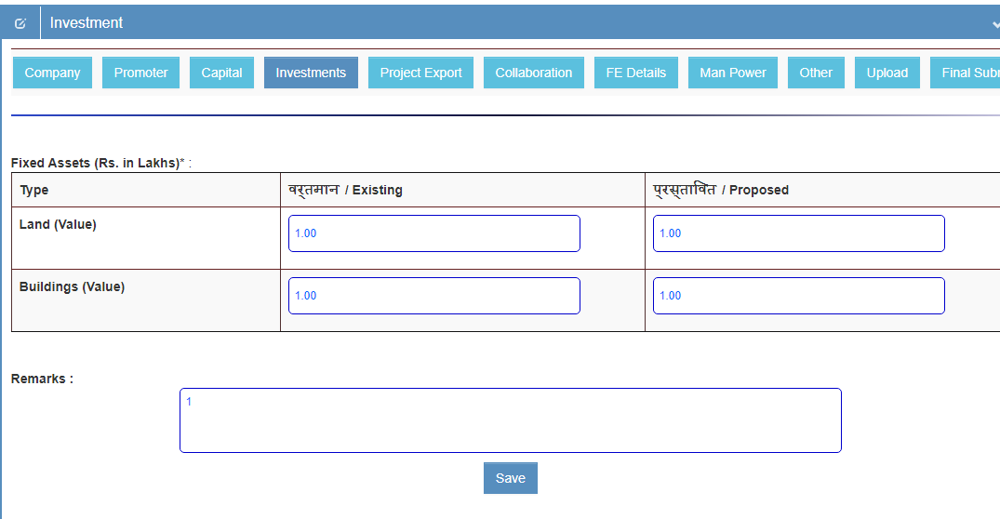 Investment
Company Promoter Capital Investments Project Export Collaboration FE Details Man Power Other Upload Final Subm
Fixed Assets (Rs. in Lakhs)* :
Type वर्तमान / Existing प्रस्तावित / Proposed
Land (Value) 1.00 1.00
Buildings (Value) 1.00 1.00
Remarks :
1
Save